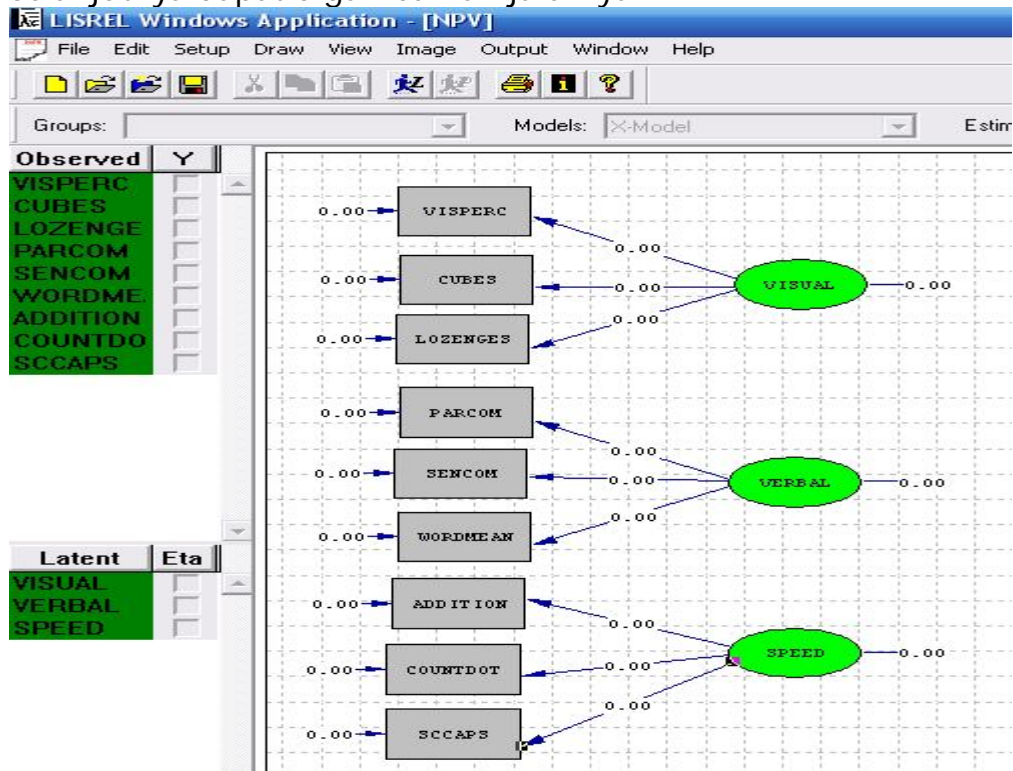 LISREL Windows Application - [NPV]
File Edit Setup Draw View Image Output Window Help
Groups: Models: X-Model Estim
Observed Y
VISPERC
CUBES
LOZENGE
PARCOM
SENCOM
WORDME.
ADDITION
COUNTDO
SCCAPS
Latent Eta
VISUAL
VERBAL
SPEED
0.00 VISPERC
0.00
0.00 CUBES 0.00 VISUAL 0.00
0.00
0.00 LOZENGES
0.00 PARCOM
0.00
0.00 SENCOM 0.00 VERBAL 0.00
0.00
0.00 WORDMEAN
0.00 ADDITION
0.00
SPEED 0.00
0.00 COUNTDOT 0.00
0.00
0.00 SCCAPS